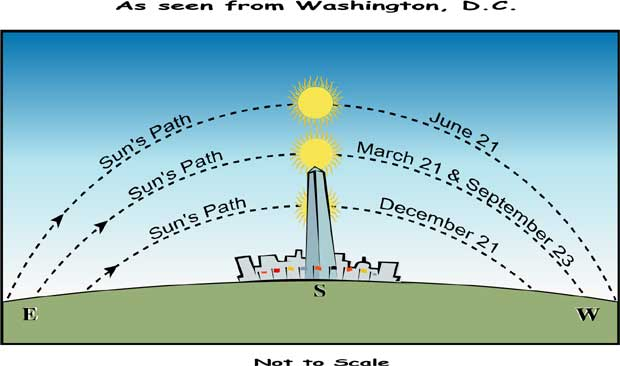 As seen from Washington, D.C.
Sun's Path
June 21
Sun's Path
March 21 & September 23
Sun's Path
December 21
E
S
W
Not to Scale